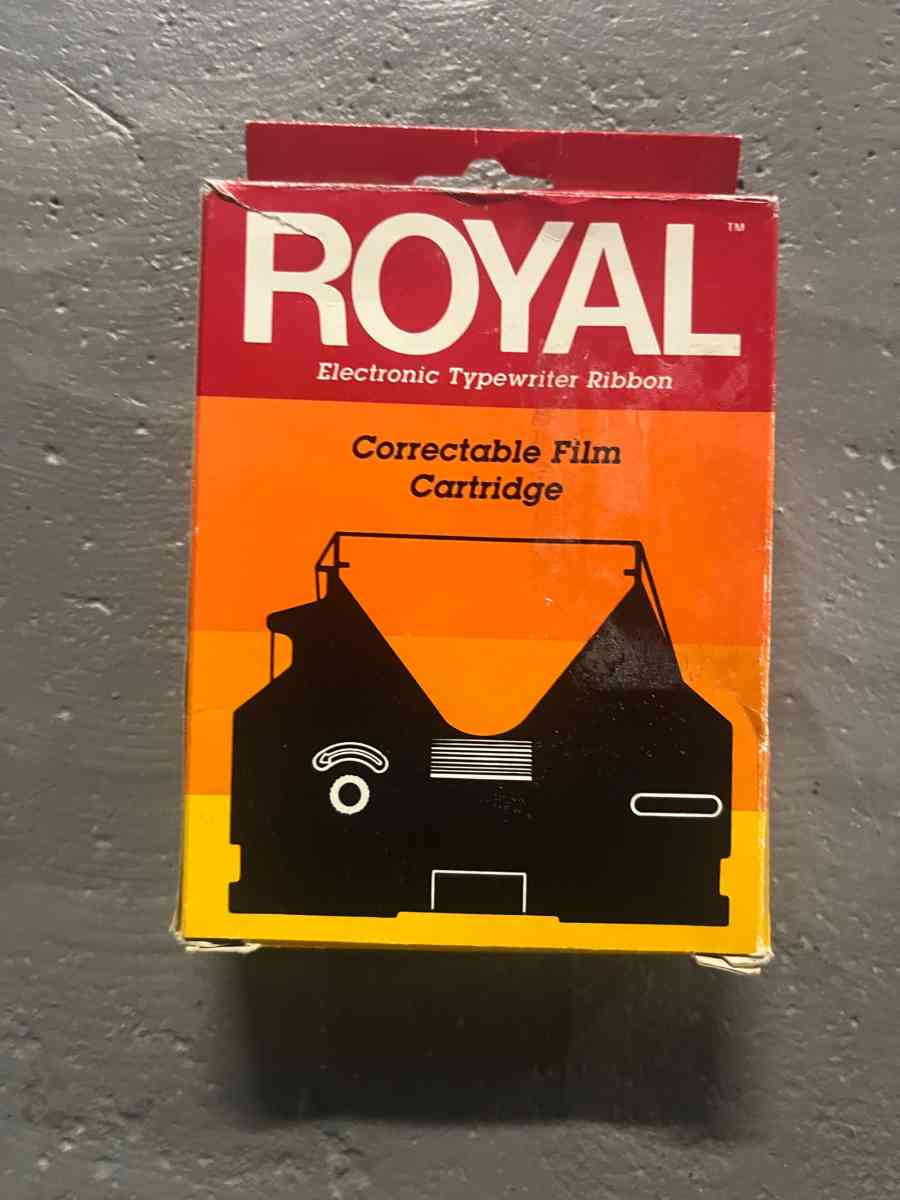 ROYAL™
Electronic Typewriter Ribbon
Correctable Film
Cartridge